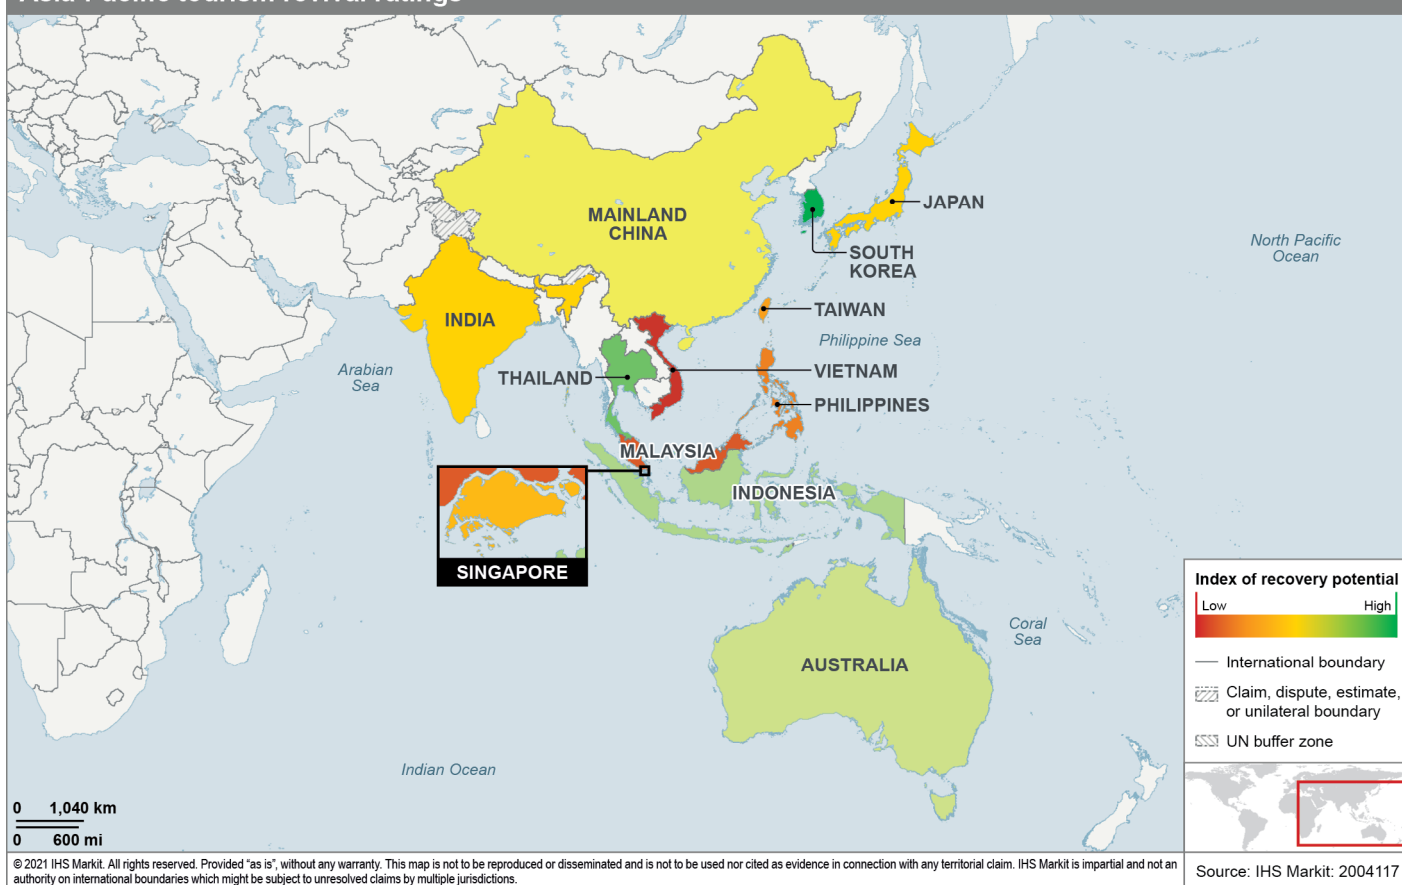 Asia Pacific tourism revival ratings
MAINLAND
CHINA
JAPAN
SOUTH
KOREA
North Pacific
Ocean
TAIWAN
INDIA
Philippine Sea
Arabian
Sea
THAILAND
VIETNAM
PHILIPPINES
MALAYSIA
INDONESIA
SINGAPORE
AUSTRALIA
Coral
Sea
Indian Ocean
Index of recovery potential
Low High
International boundary
Claim, dispute, estimate,
or unilateral boundary
UN buffer zone
0 1,040 km
0 600 mi
© 2021 IHS Markit. All rights reserved. Provided “as is”, without any warranty. This map is not to be reproduced or disseminated and is not to be used nor cited as evidence in connection with any territorial claim. IHS Markit is impartial and not an
authority on international boundaries which might be subject to unresolved claims by multiple jurisdictions.
Source: IHS Markit: 2004117